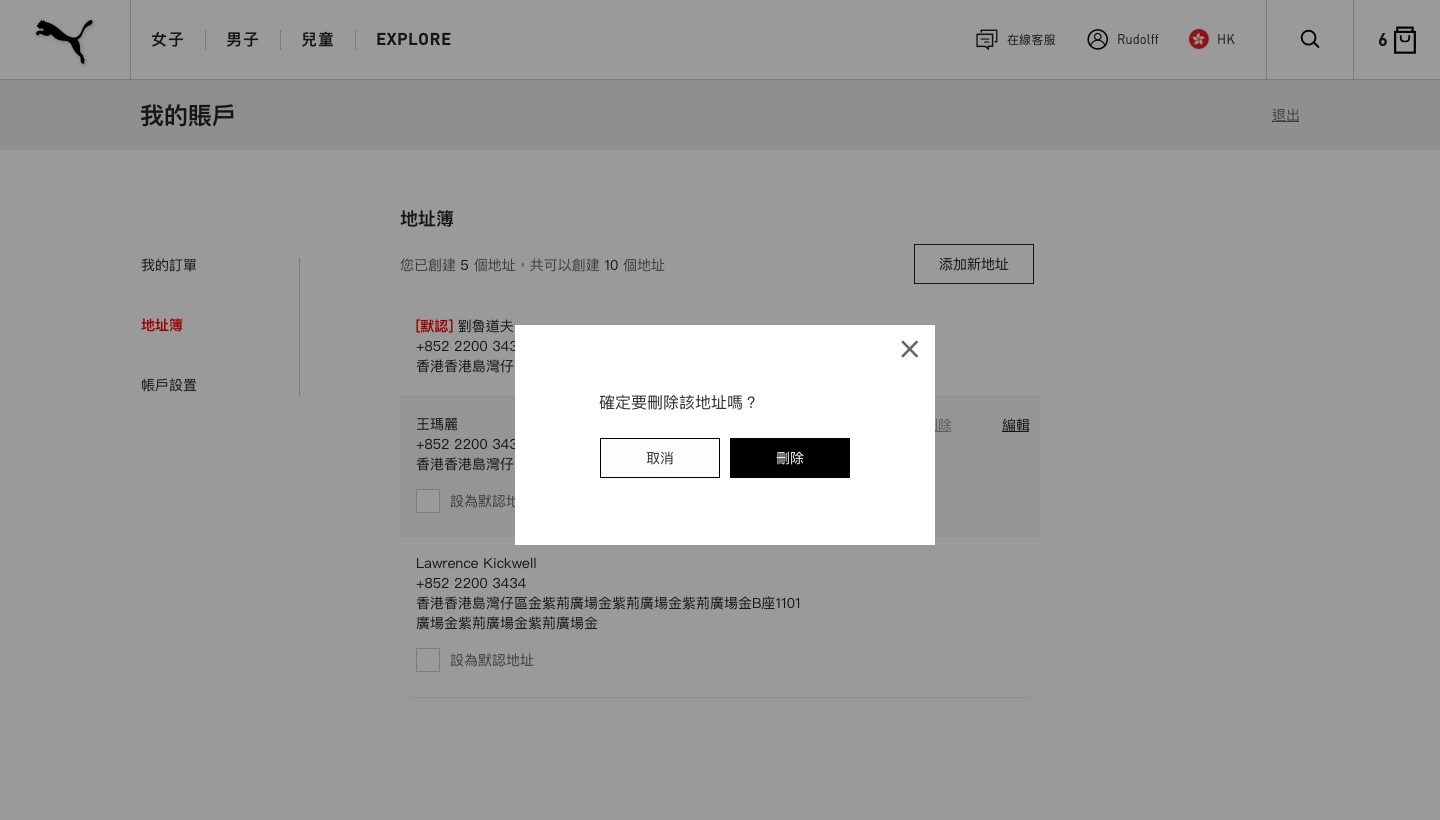 女子
男子
兒童
EXPLORE
在線客服
Rudolff
HK
6
我的賬戶
退出
地址簿
我的訂單
您已創建 5 個地址，共可以創建 10 個地址
添加新地址
地址簿
[默認] 劉魯道夫
+852 2200 343
香港香港島灣仔
帳戶設置
確定要刪除該地址嗎？
取消
刪除
王瑪麗
除
編輯
+852 2200 343
香港香港島灣仔
設為默認地
Lawrence Kickwell
+852 2200 3434
香港香港島灣仔區金紫荊廣場金紫荊廣場金紫荊廣場金B座1101
廣場金紫荊廣場金紫荊廣場金
設為默認地址